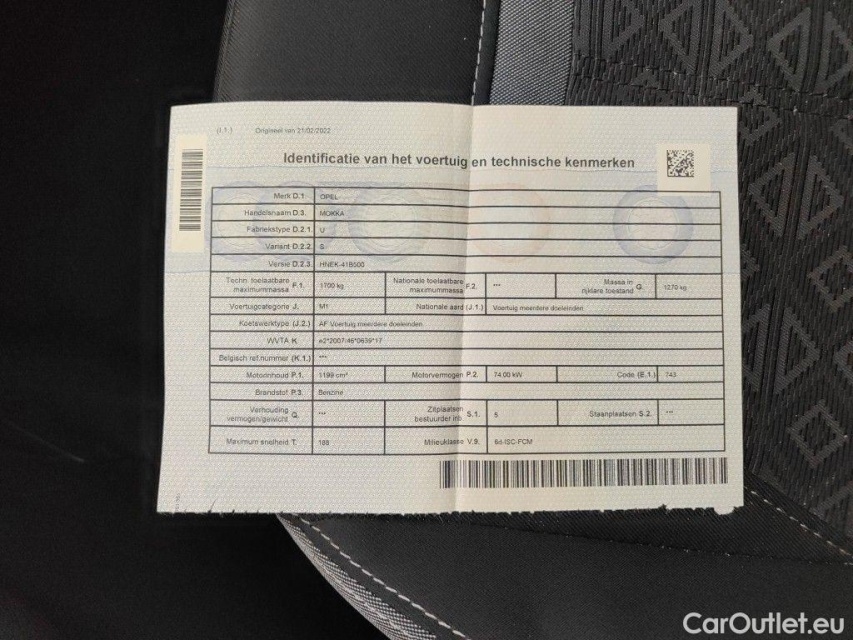 (I.1.) Origineel van 21/02/2022
Identificatie van het voertuig en technische kenmerken
Merk D.1. OPEL
Handelsnaam D.3. MOKKA
Fabriekstype D.2.1. U
Variant D.2.2. S
Versie D.2.3. HNEK-41B500
Techn. toelaatbare maximummassa F.1. 1700 kg Nationale toelaatbare maximummassa F.2. *** Massa in rijklare toestand G. 1270 kg
Voertuigcategorie J. M1 Nationale aard (J.1.) Voertuig meerdere doeleinden
Koetswerktype (J.2.) AF Voertuig meerdere doeleinden
WVTA K. e2*2007/46*0639*17
Belgisch ref.nummer (K.1.) ***
Motorinhoud P.1. 1199 cm³ Motorvermogen P.2. 74.00 kW Code (E.1.) 743
Brandstof P.3. Benzine
Verhouding vermogen/gewicht Q. *** Zitplaatsen bestuurder inb. S.1. 5 Staanplaatsen S.2. ***
Maximum snelheid T. 188 Milieuklasse V.9. 6d-ISC-FCM
CarOutlet.eu